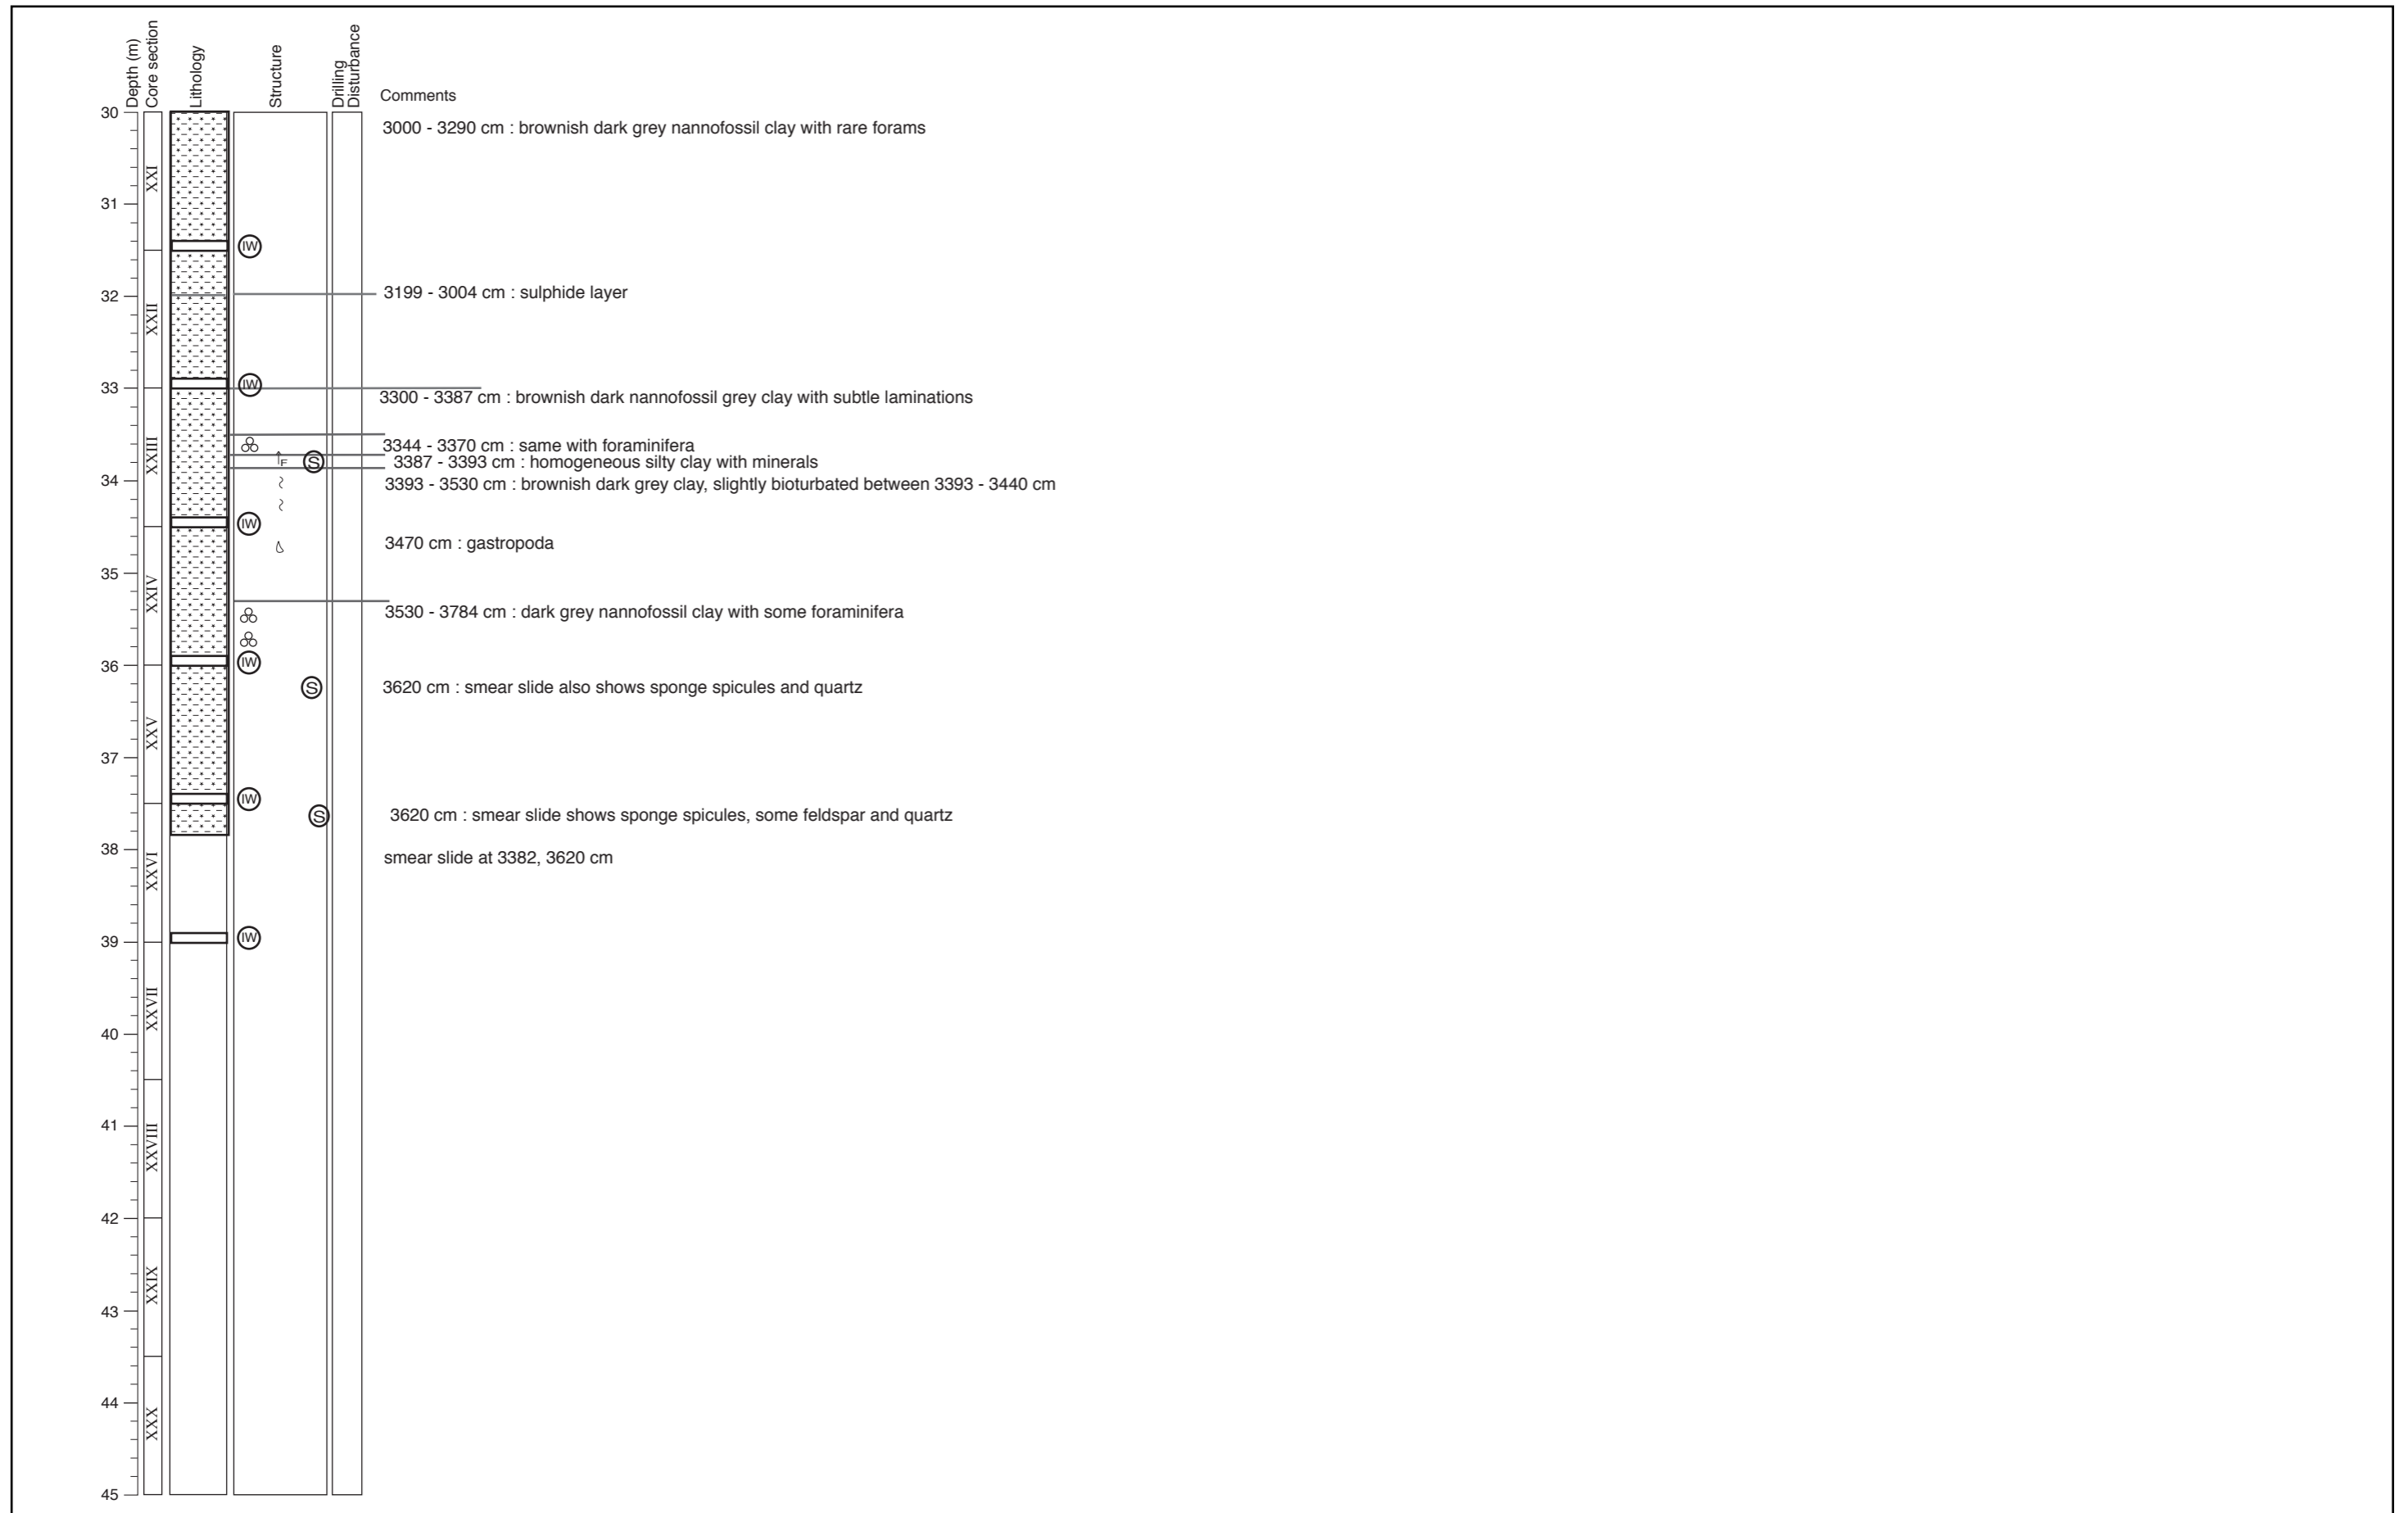 Depth (m)
Core section
Lithology
Structure
Drilling
Disturbance
Comments
30
3000 - 3290 cm : brownish dark grey nannofossil clay with rare forams
XXI
31
IW
3199 - 3004 cm : sulphide layer
32
XXII
IW
33
3300 - 3387 cm : brownish dark nannofossil grey clay with subtle laminations
3344 - 3370 cm : same with foraminifera
XXIII
F
S
3387 - 3393 cm : homogeneous silty clay with minerals
34
3393 - 3530 cm : brownish dark grey clay, slightly bioturbated between 3393 - 3440 cm
IW
3470 cm : gastropoda
35
XXIV
3530 - 3784 cm : dark grey nannofossil clay with some foraminifera
IW
36
S
3620 cm : smear slide also shows sponge spicules and quartz
XXV
37
IW
S
3620 cm : smear slide shows sponge spicules, some feldspar and quartz
38
smear slide at 3382, 3620 cm
XXVI
IW
39
XXVII
40
41
XXVIII
42
XXIX
43
44
XXX
45